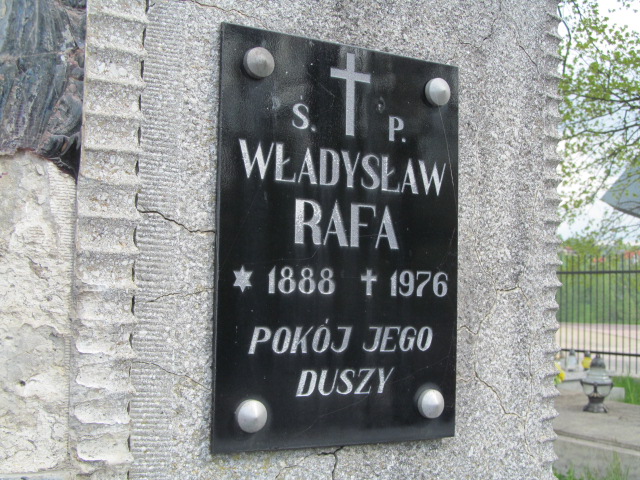 S. P.
WŁADYSŁAW
RAFA
* 1888 † 1976
POKÓJ JEGO
DUSZY